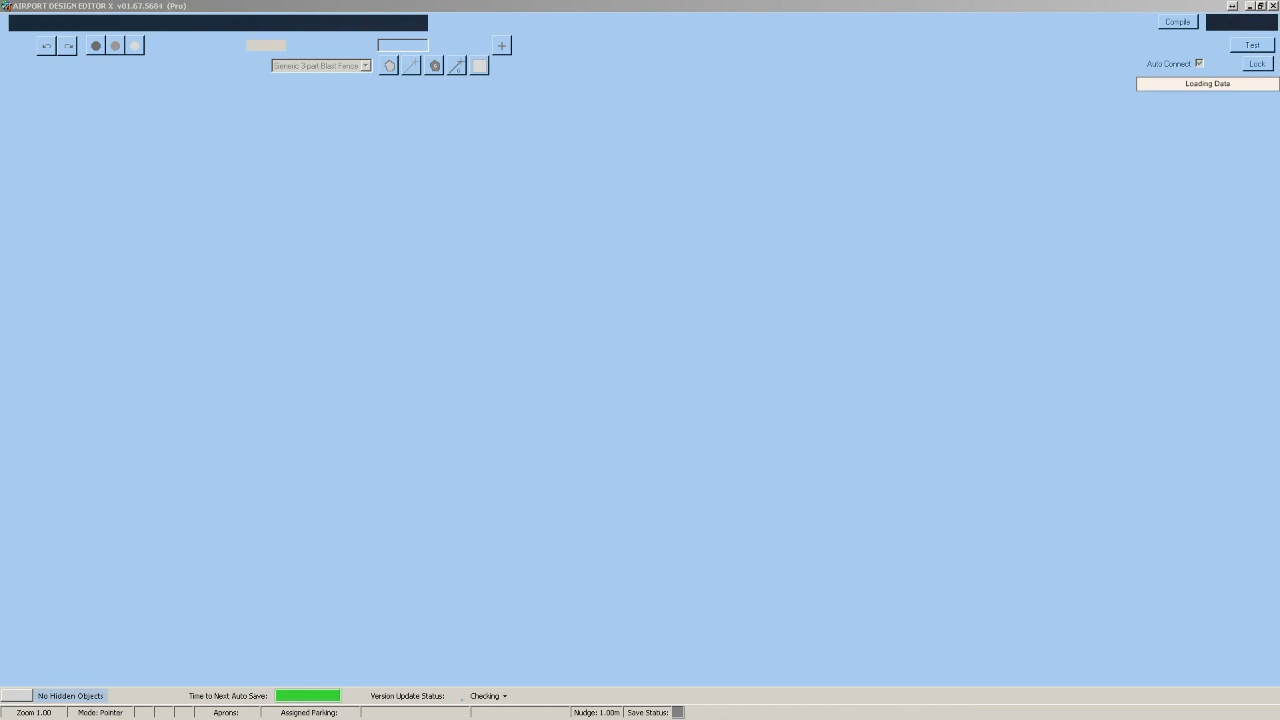 AIRPORT DESIGN EDITOR X v01.67.5684 (Pro)
Compile
Test
Generic 3-part Blast Fence
Auto Connect
Lock
Loading Data
No Hidden Objects
Time to Next Auto Save:
Version Update Status:
Checking
Zoom 1.00
Mode: Pointer
Aprons:
Assigned Parking:
Nudge: 1.00m
Save Status: